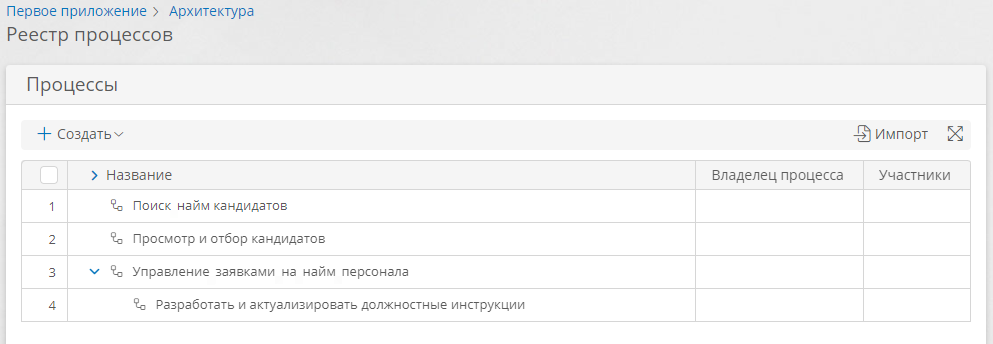 Первое приложение > Архитектура
Реестр процессов
Процессы
Создать Импорт
Название Владелец процесса Участники
1 Поиск найм кандидатов
2 Просмотр и отбор кандидатов
3 Управление заявками на найм персонала
4 Разработать и актуализировать должностные инструкции